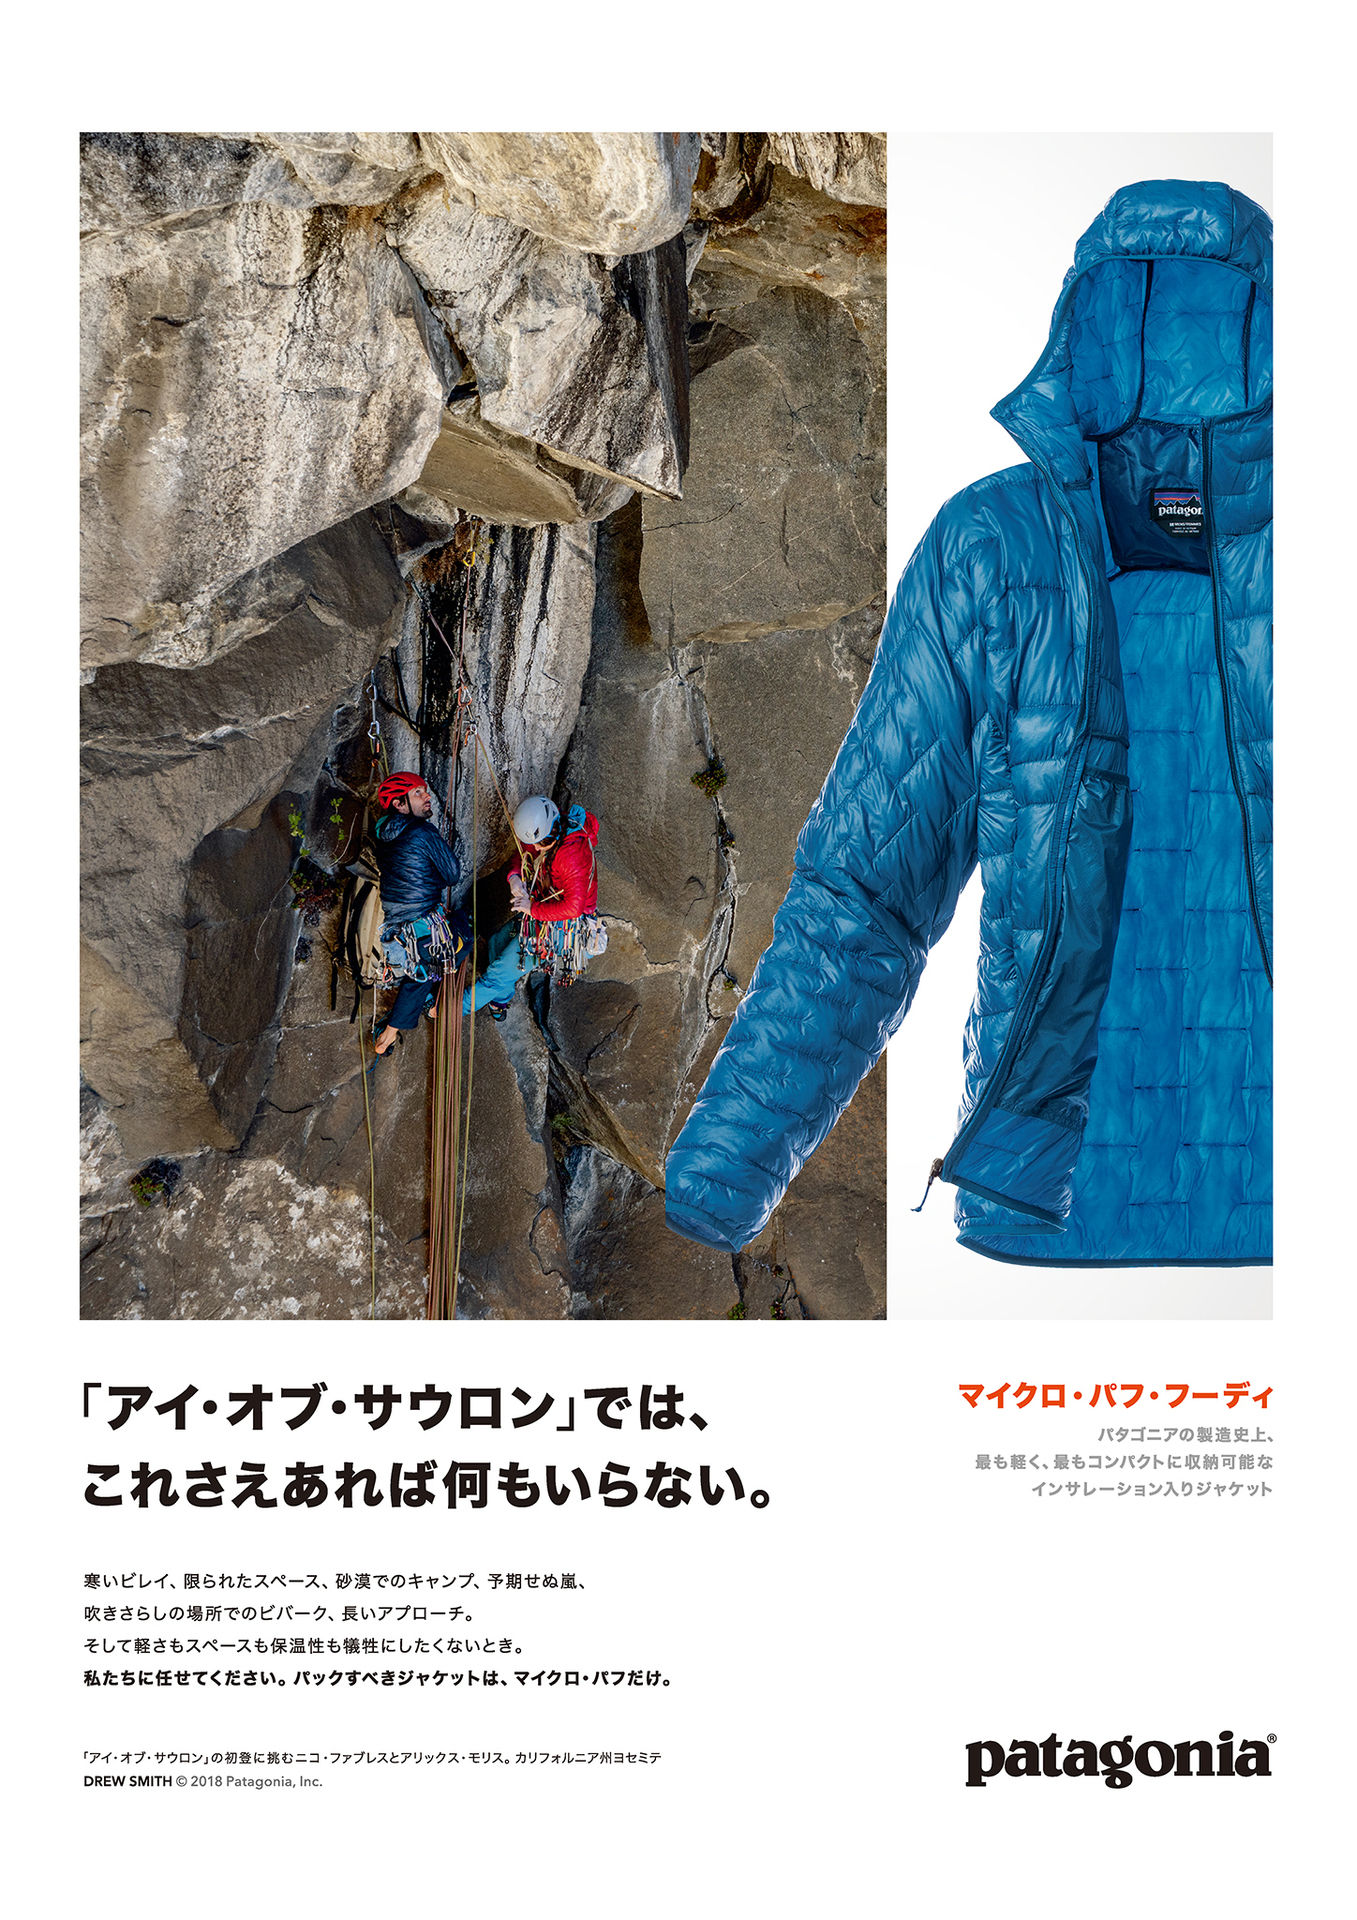 patagon
「アイ・オブ・サウロン」では、
これさえあれば何もいらない。
マイクロ・パフ・フーディ
パタゴニアの製造史上、
最も軽く、最もコンパクトに収納可能な
インサレーション入りジャケット
寒いビレイ、限られたスペース、砂漠でのキャンプ、予期せぬ嵐、
吹きさらしの場所でのビバーク、長いアプローチ。
そして軽さもスペースも保温性も犠牲にしたくないとき。
私たちに任せてください。パックすべきジャケットは、マイクロ・パフだけ。
「アイ・オブ・サウロン」の初登に挑むニコ・ファブレスとアリックス・モリス。カリフォルニア州ヨセミテ
DREW SMITH © 2018 Patagonia, Inc.
patagonia®